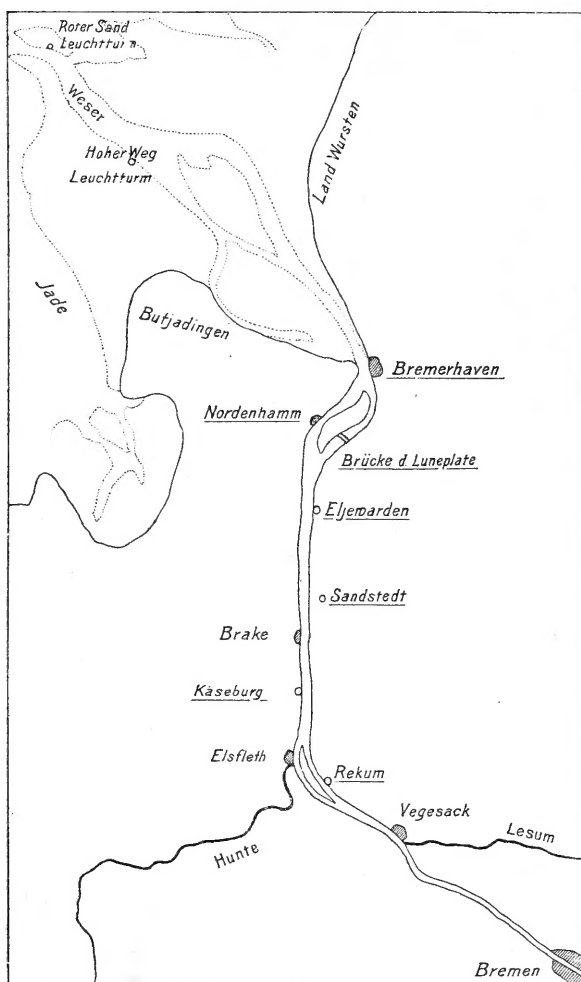 Roter Sand
Leuchtturm
Weser
Hoher Weg
Leuchtturm
Land Wursten
Jade
Butjadingen
Bremerhaven
Nordenhamm
Brücke d. Luneplate
Eljewarden
Sandstedt
Brake
Käseburg
Elsfleth
Rekum
Vegesack
Lesum
Hunte
Bremen